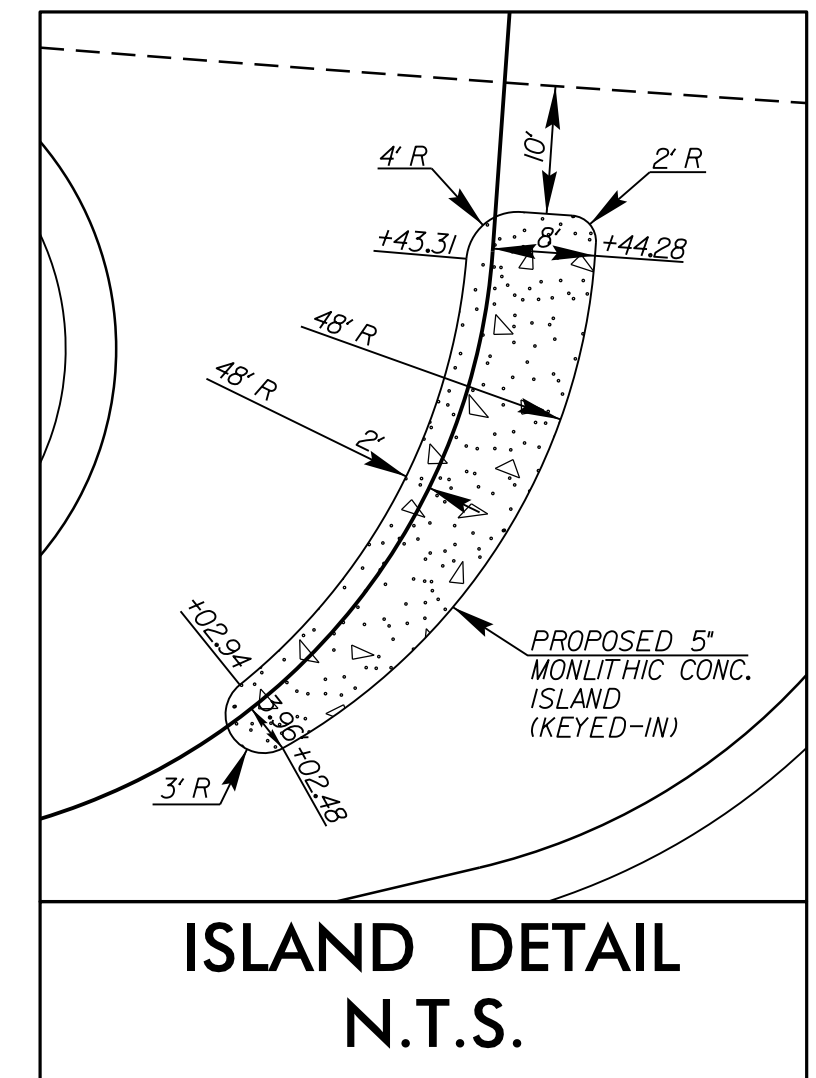 10'
4' R
2' R
+43.31
8'
+44.28
48' R
48' R
2'
+02.94
3.96'
+02.48
3' R
PROPOSED 5"
MONLITHIC CONC.
ISLAND
(KEYED-IN)
ISLAND DETAIL
N.T.S.